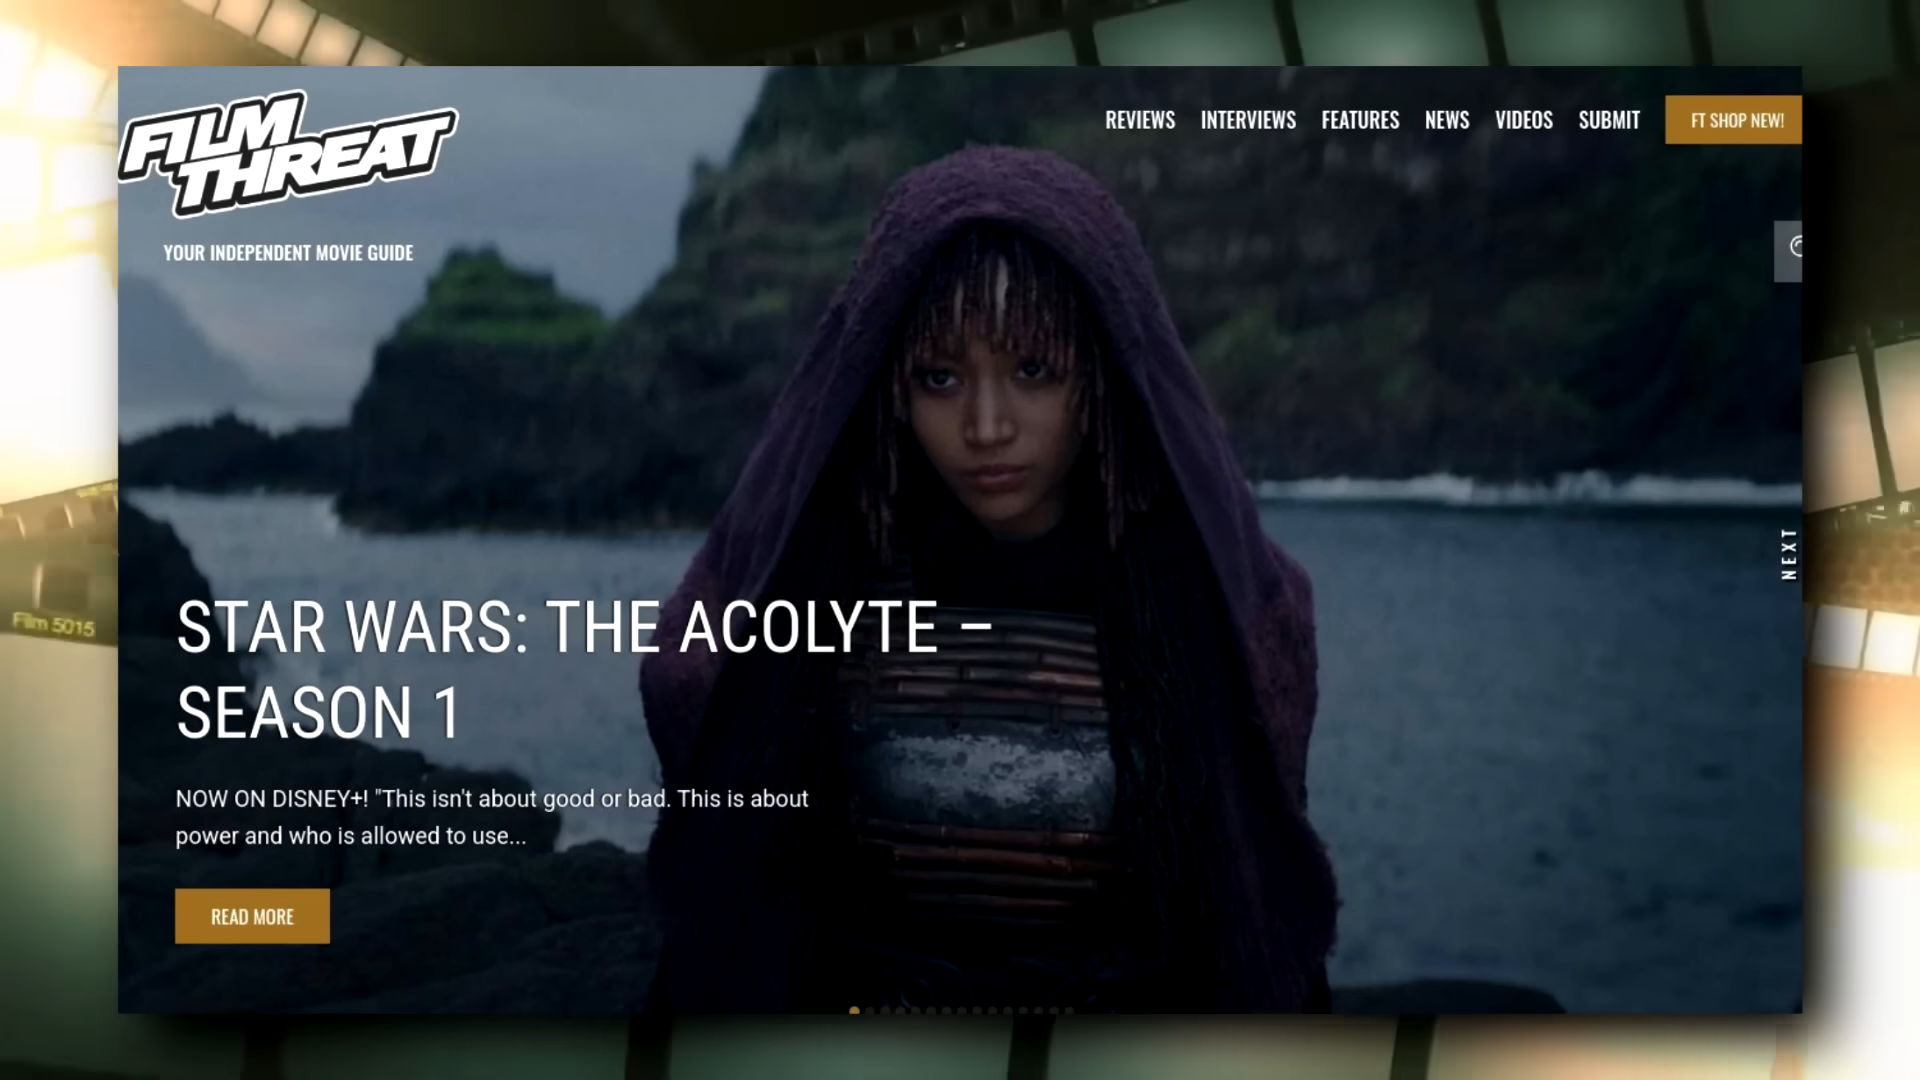 FILM
THREAT
YOUR INDEPENDENT MOVIE GUIDE
REVIEWS INTERVIEWS FEATURES NEWS VIDEOS SUBMIT FT SHOP NEW!
NEXT
Film 5015
STAR WARS: THE ACOLYTE –
SEASON 1
NOW ON DISNEY+! "This isn't about good or bad. This is about
power and who is allowed to use...
READ MORE